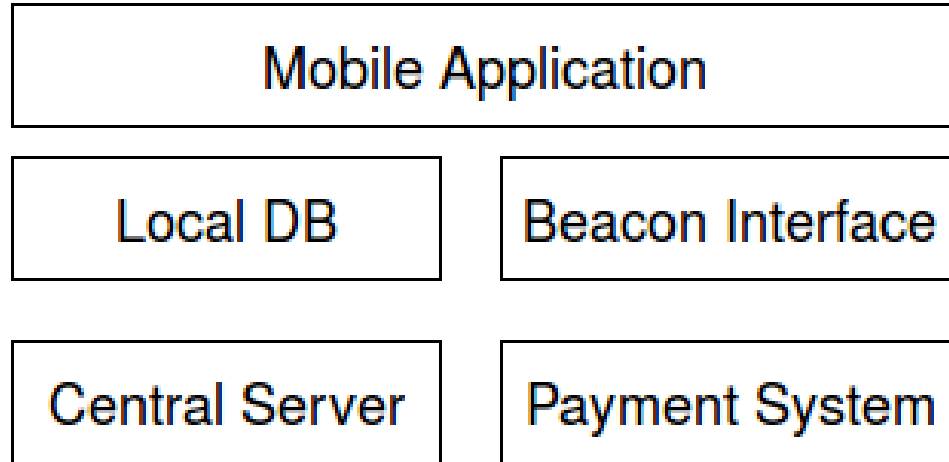 Mobile Application
Local DB
Beacon Interface
Central Server
Payment System